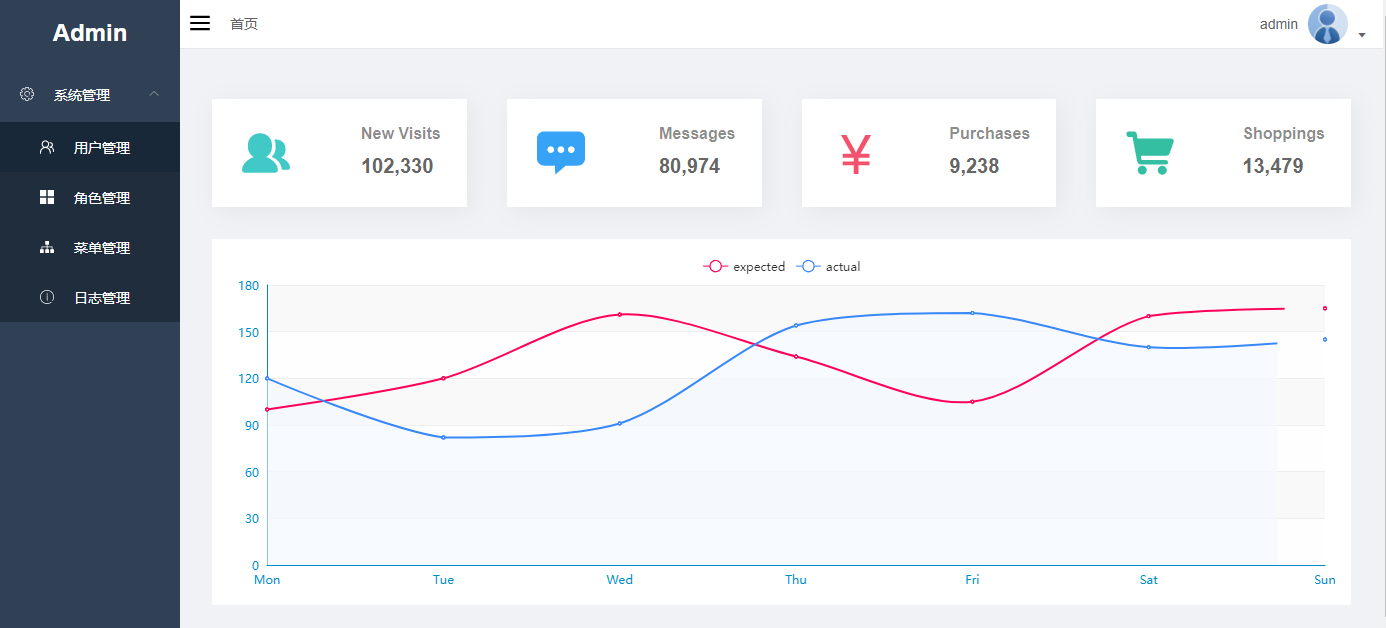 Admin
首页
admin
系统管理
用户管理
角色管理
菜单管理
日志管理
New Visits
102,330
Messages
80,974
¥
Purchases
9,238
Shoppings
13,479
expected
actual
180
150
120
90
60
30
0
Mon
Tue
Wed
Thu
Fri
Sat
Sun